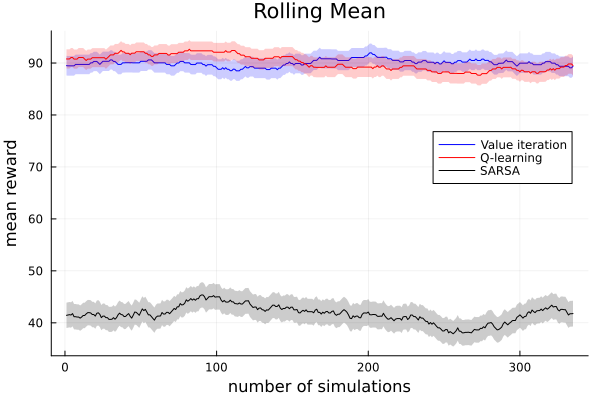 Rolling Mean
mean reward
90
80
70
60
50
40
Value iteration
Q-learning
SARSA
0
100
200
300
number of simulations